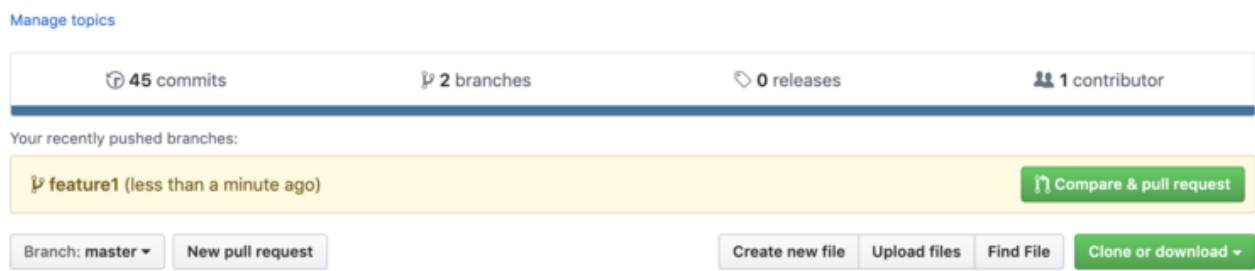 Manage topics
45 commits 2 branches 0 releases 1 contributor
Your recently pushed branches:
feature1 (less than a minute ago) Compare & pull request
Branch: master New pull request Create new file Upload files Find File Clone or download